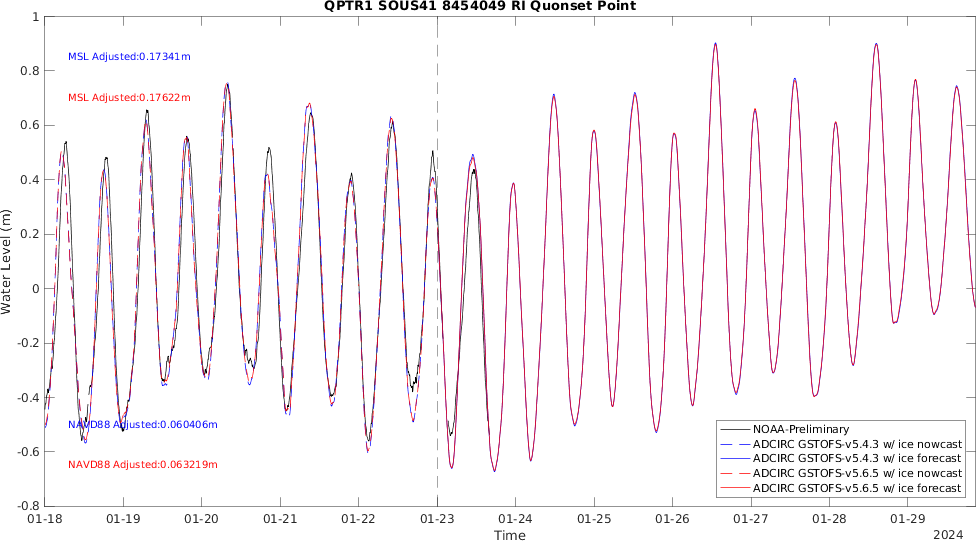 QPTR1 SOUS41 8454049 RI Quonset Point
MSL Adjusted:0.17341m
MSL Adjusted:0.17622m
NAVD88 Adjusted:0.060406m
NAVD88 Adjusted:0.063219m
Water Level (m)
1
0.8
0.6
0.4
0.2
0
-0.2
-0.4
-0.6
-0.8
NOAA-Preliminary
ADCIRC GSTOFS-v5.4.3 w/ ice nowcast
ADCIRC GSTOFS-v5.4.3 w/ ice forecast
ADCIRC GSTOFS-v5.6.5 w/ ice nowcast
ADCIRC GSTOFS-v5.6.5 w/ ice forecast
01-18 01-19 01-20 01-21 01-22 01-23 01-24 01-25 01-26 01-27 01-28 01-29
Time
2024